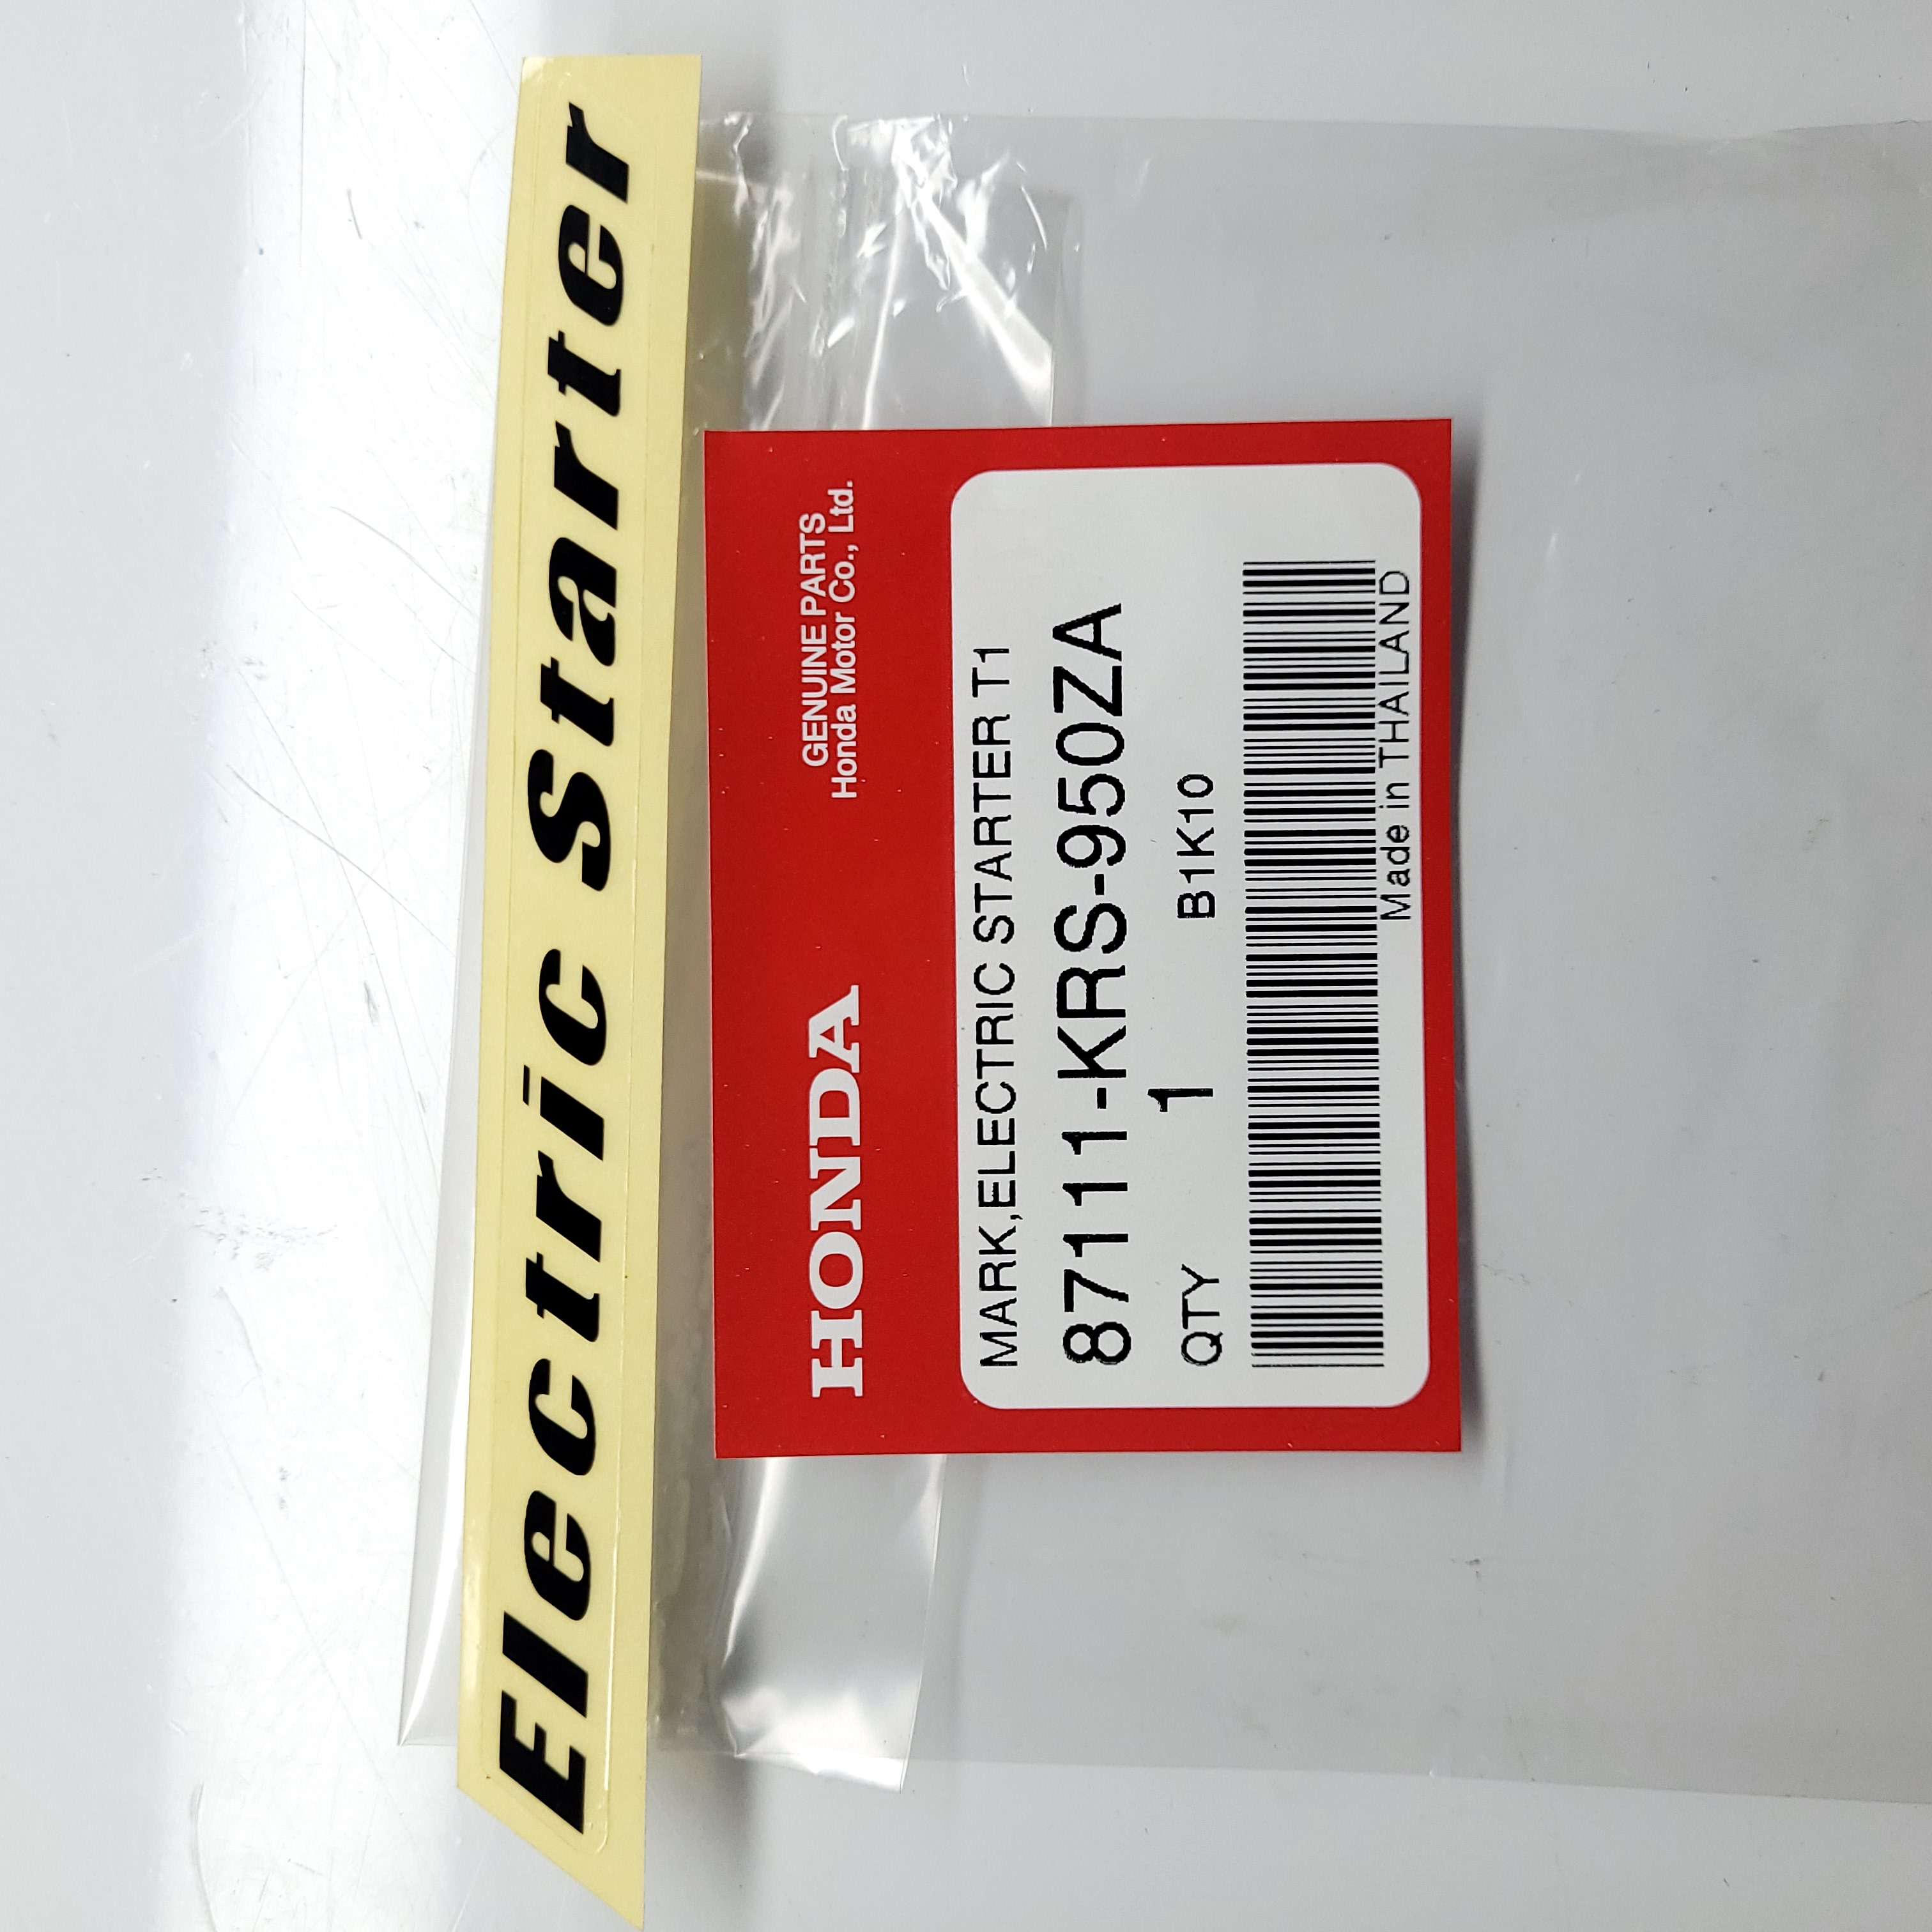 Electric Starter
HONDA
GENUINE PARTS
Honda Motor Co., Ltd.
MARK,ELECTRIC STARTER T1
87111-KRS-950ZA
QTY 1 B1K10
Made in THAILAND